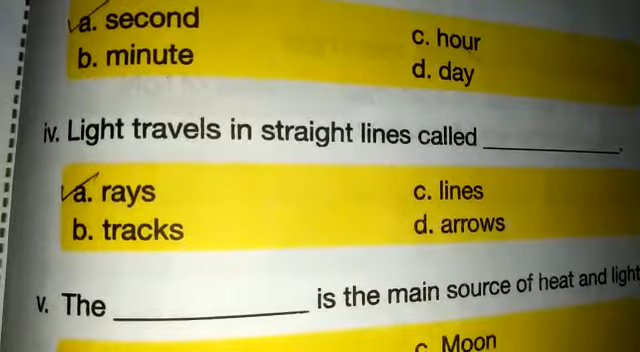 a. second
c. hour
b. minute
d. day
iv. Light travels in straight lines called ____________.
a. rays
c. lines
b. tracks
d. arrows
v. The ____________ is the main source of heat and light
c. Moon